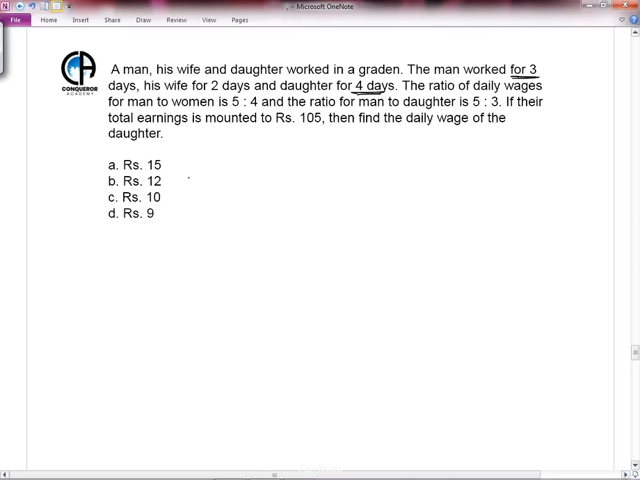 , - Microsoft OneNote
File Home Insert Share Draw Review View Pages
CONQUEROR
ACADEMY
A man, his wife and daughter worked in a graden. The man worked for 3
days, his wife for 2 days and daughter for 4 days. The ratio of daily wages
for man to women is 5 : 4 and the ratio for man to daughter is 5 : 3. If their
total earnings is mounted to Rs. 105, then find the daily wage of the
daughter.
a. Rs. 15
b. Rs. 12
c. Rs. 10
d. Rs. 9